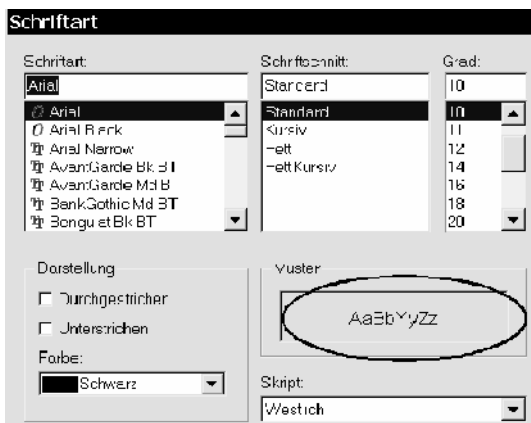 Schriftart
Schriftart: Schriftschnitt: Grad:
Arial Standard 10
Arial Standard 10
Arial Black Kursiv 11
Arial Narrow Fett 12
AvantGarde Bk BT Fett Kursiv 14
AvantGarde Md B 16
BankGothic Md BT 18
Benguiat Bk BT 20
Darstellung Muster
Durchgestrichen
AaBbYyZz
Unterstrichen
Farbe:
Schwarz
Skript:
Westlich